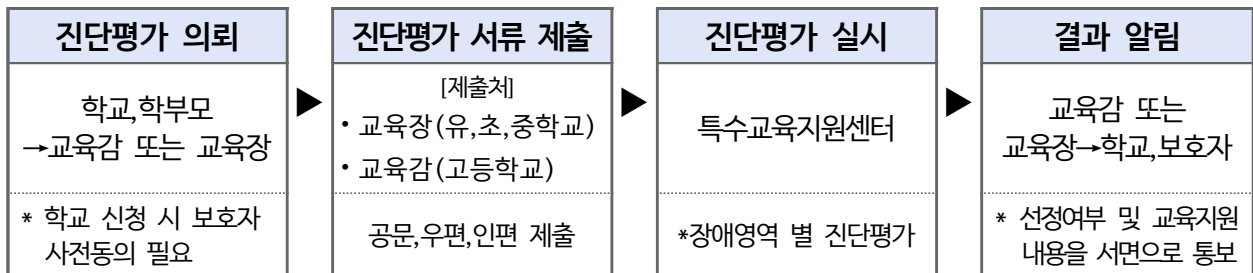 진단평가 의뢰
학교,학부모
→교육감 또는 교육장
* 학교 신청 시 보호자
사전동의 필요
▶
진단평가 서류 제출
[제출처]
• 교육장(유,초,중학교)
• 교육감(고등학교)
공문,우편,인편 제출
▶
진단평가 실시
특수교육지원센터
*장애영역 별 진단평가
▶
결과 알림
교육감 또는
교육장→학교,보호자
* 선정여부 및 교육지원
내용을 서면으로 통보